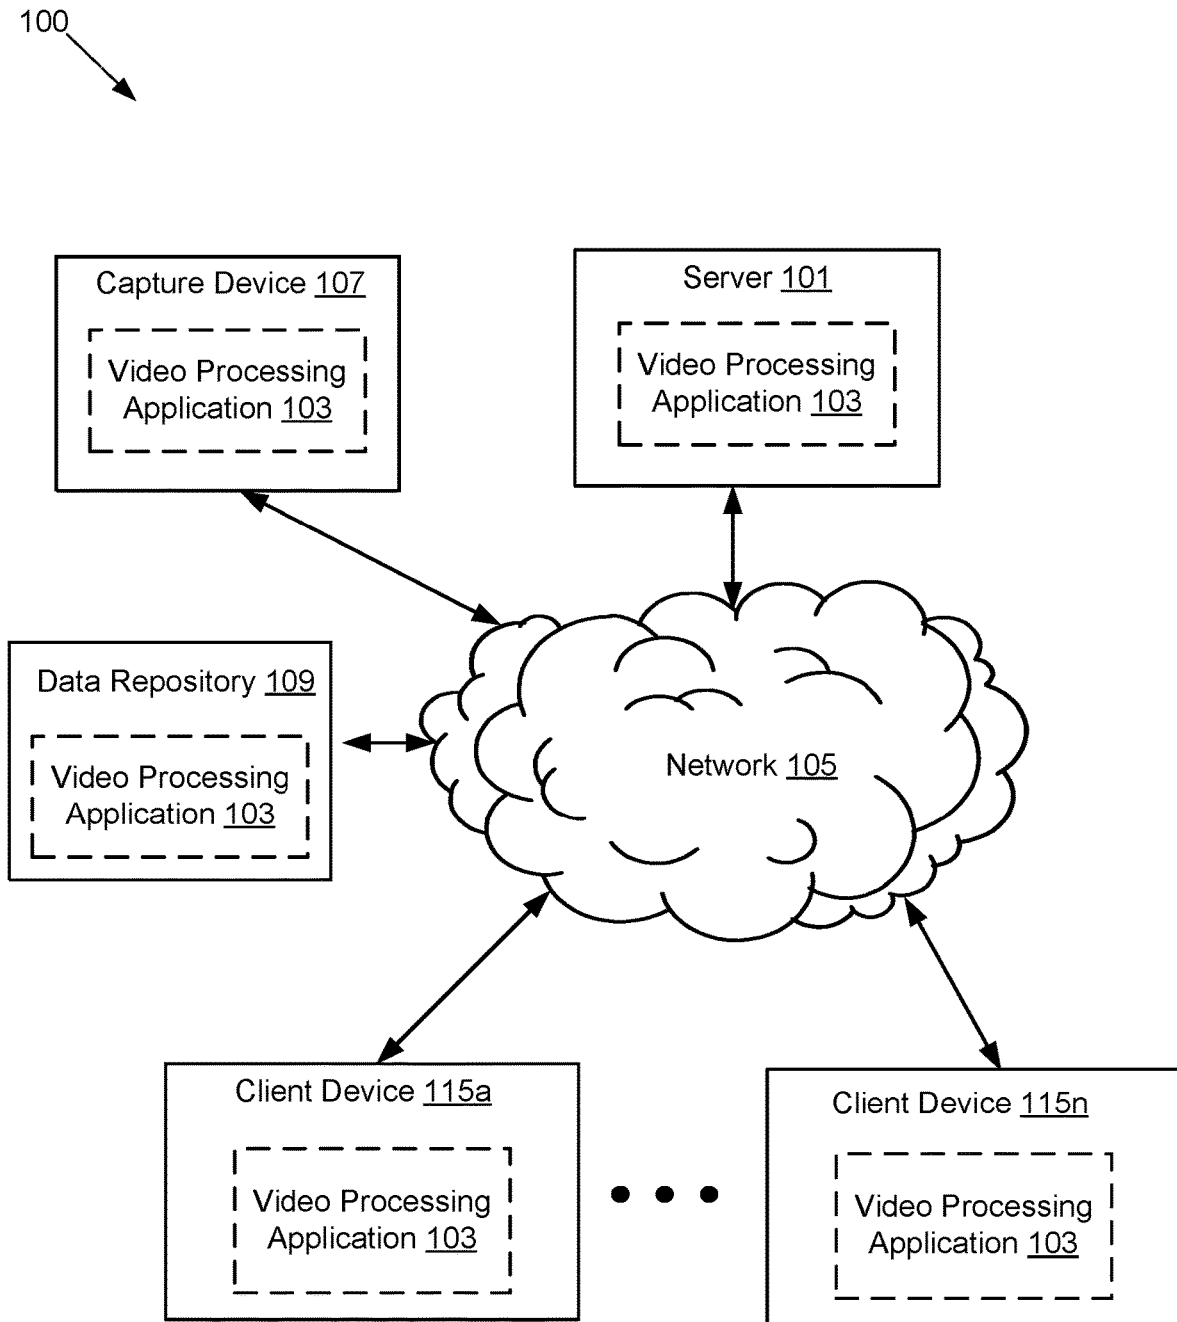 100
Capture Device 107
Video Processing
Application 103
Server 101
Video Processing
Application 103
Data Repository 109
Video Processing
Application 103
Network 105
Client Device 115a
Video Processing
Application 103
Client Device 115n
Video Processing
Application 103